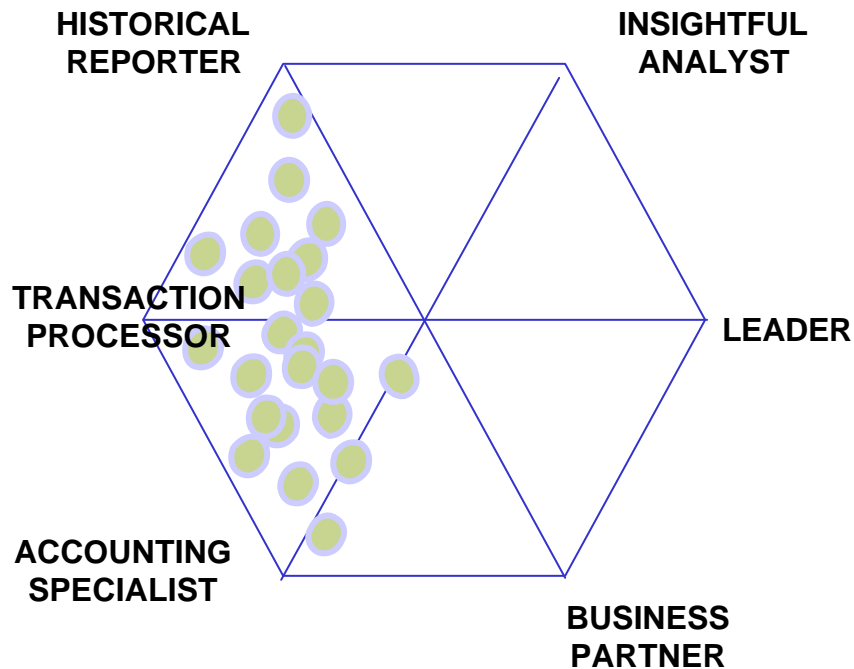 HISTORICAL
REPORTER
INSIGHTFUL
ANALYST
TRANSACTION
PROCESSOR
LEADER
ACCOUNTING
SPECIALIST
BUSINESS
PARTNER